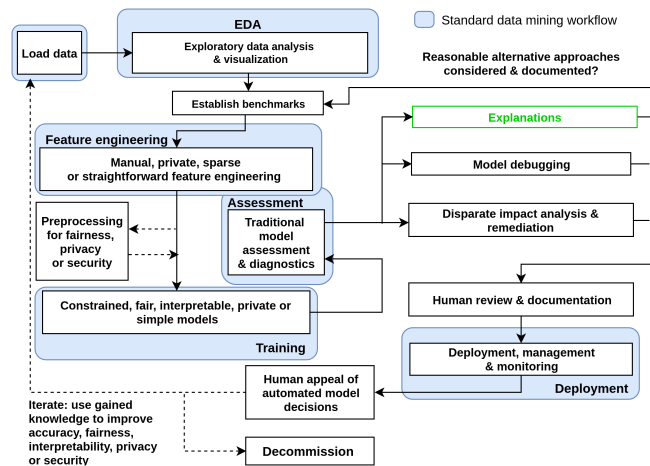 EDA
Standard data mining workflow
Load data
Exploratory data analysis
& visualization
Reasonable alternative approaches
considered & documented?
Establish benchmarks
Explanations
Feature engineering
Manual, private, sparse
or straightforward feature engineering
Model debugging
Assessment
Preprocessing
for fairness,
privacy
or security
Traditional
model
assessment
& diagnostics
Disparate impact analysis &
remediation
Constrained, fair, interpretable, private or
simple models
Training
Human review & documentation
Deployment, management
& monitoring
Deployment
Human appeal of
automated model
decisions
Iterate: use gained
knowledge to improve
accuracy, fairness,
interpretability, privacy
or security
Decommission